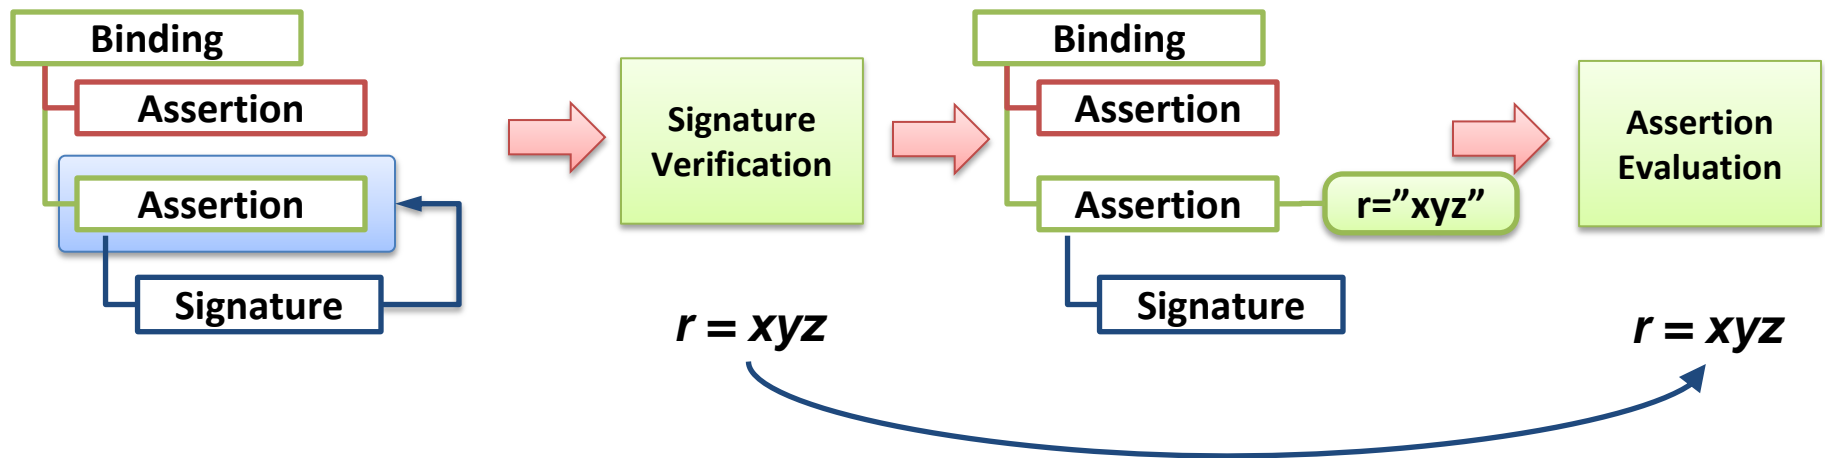 Binding
Assertion
Assertion
Signature
Signature
Verification
r = xyz
Binding
Assertion
Assertion
r=”xyz”
Signature
Assertion
Evaluation
r = xyz